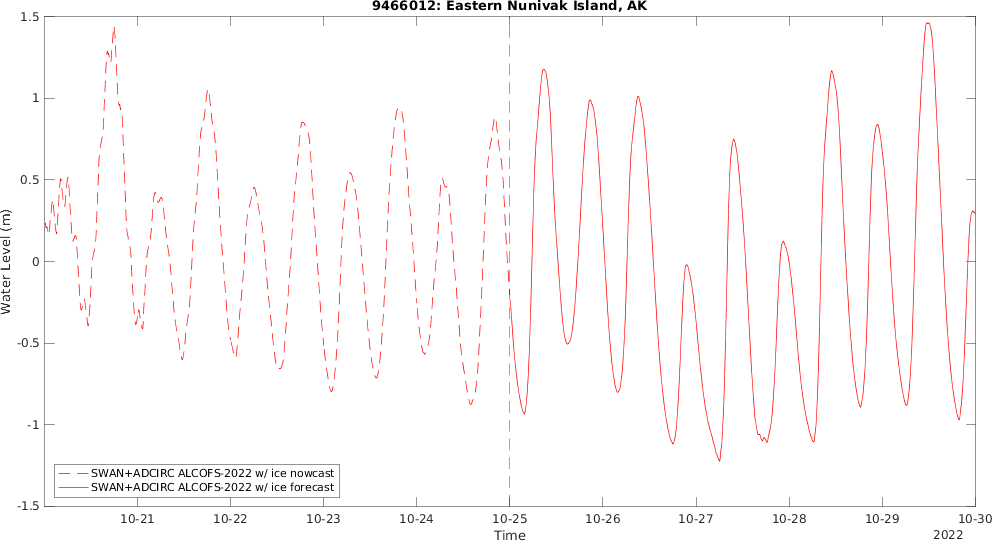 9466012: Eastern Nunivak Island, AK
1.5
1
0.5
0
-0.5
-1
-1.5
Water Level (m)
SWAN+ADCIRC ALCOFS-2022 w/ ice nowcast
SWAN+ADCIRC ALCOFS-2022 w/ ice forecast
10-21 10-22 10-23 10-24 10-25 10-26 10-27 10-28 10-29 10-30
Time
2022